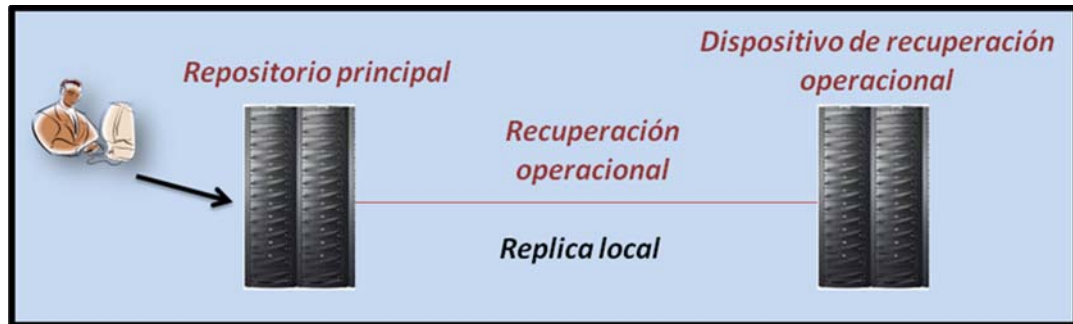 Repositorio principal
Dispositivo de recuperación
operacional
Recuperación
operacional
Replica local